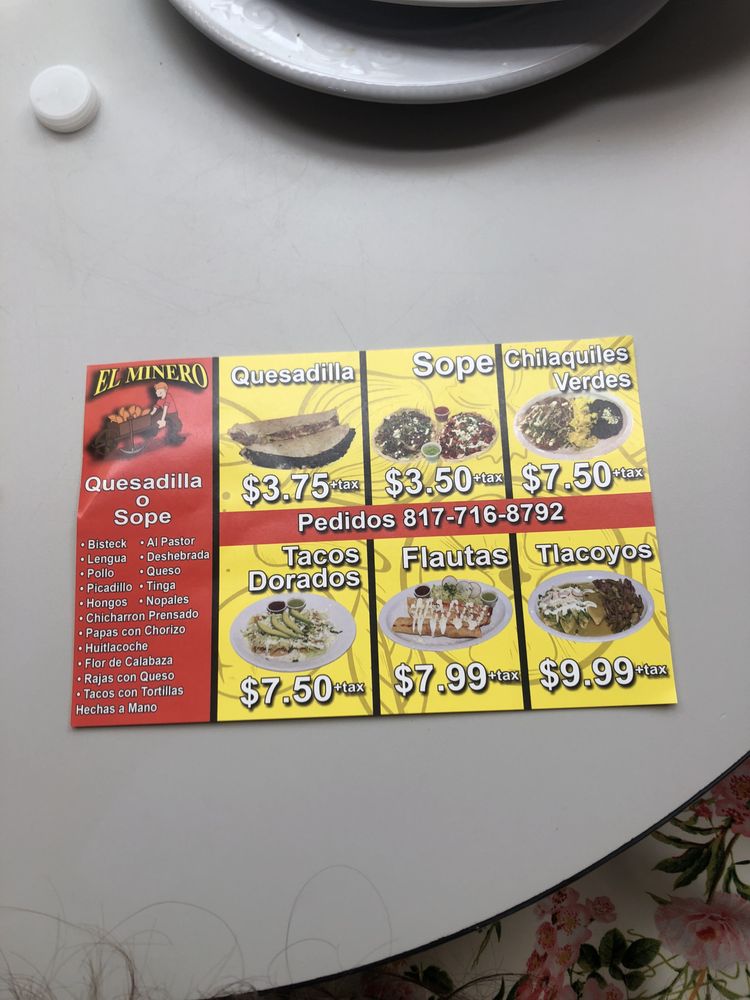 EL MINERO
Quesadilla
o
Sope
• Bisteck • Al Pastor
• Lengua • Deshebrada
• Pollo • Queso
• Picadillo • Tinga
• Hongos • Nopales
• Chicharron Prensado
• Papas con Chorizo
• Huitlacoche
• Flor de Calabaza
• Rajas con Queso
• Tacos con Tortillas
Hechas a Mano
Quesadilla
$3.75+tax
Sope
$3.50+tax
Chilaquiles
Verdes
$7.50+tax
Pedidos 817-716-8792
Tacos
Dorados
$7.50+tax
Flautas
$7.99+tax
Tlacoyos
$9.99+tax